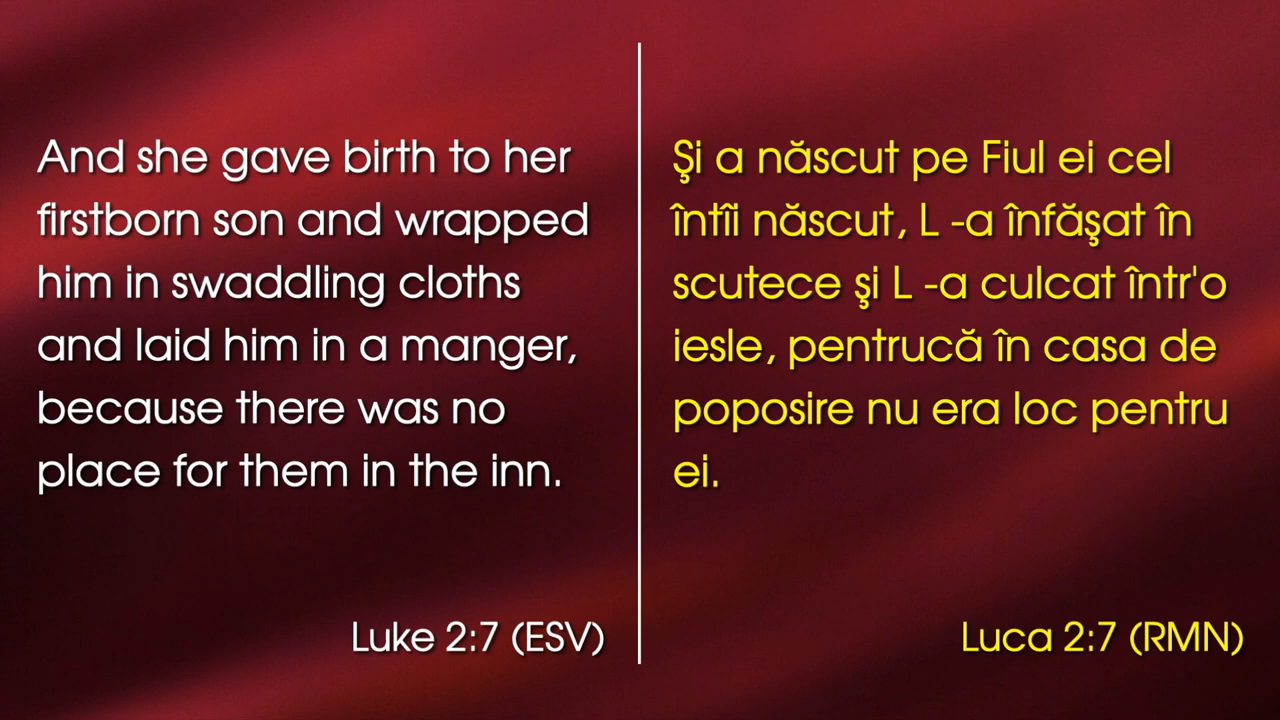 And she gave birth to her
firstborn son and wrapped
him in swaddling cloths
and laid him in a manger,
because there was no
place for them in the inn.
Luke 2:7 (ESV)
Şi a născut pe Fiul ei cel
întîi născut, L -a înfăşat în
scutece şi L -a culcat într'o
iesle, pentrucă în casa de
poposire nu era loc pentru
ei.
Luca 2:7 (RMN)